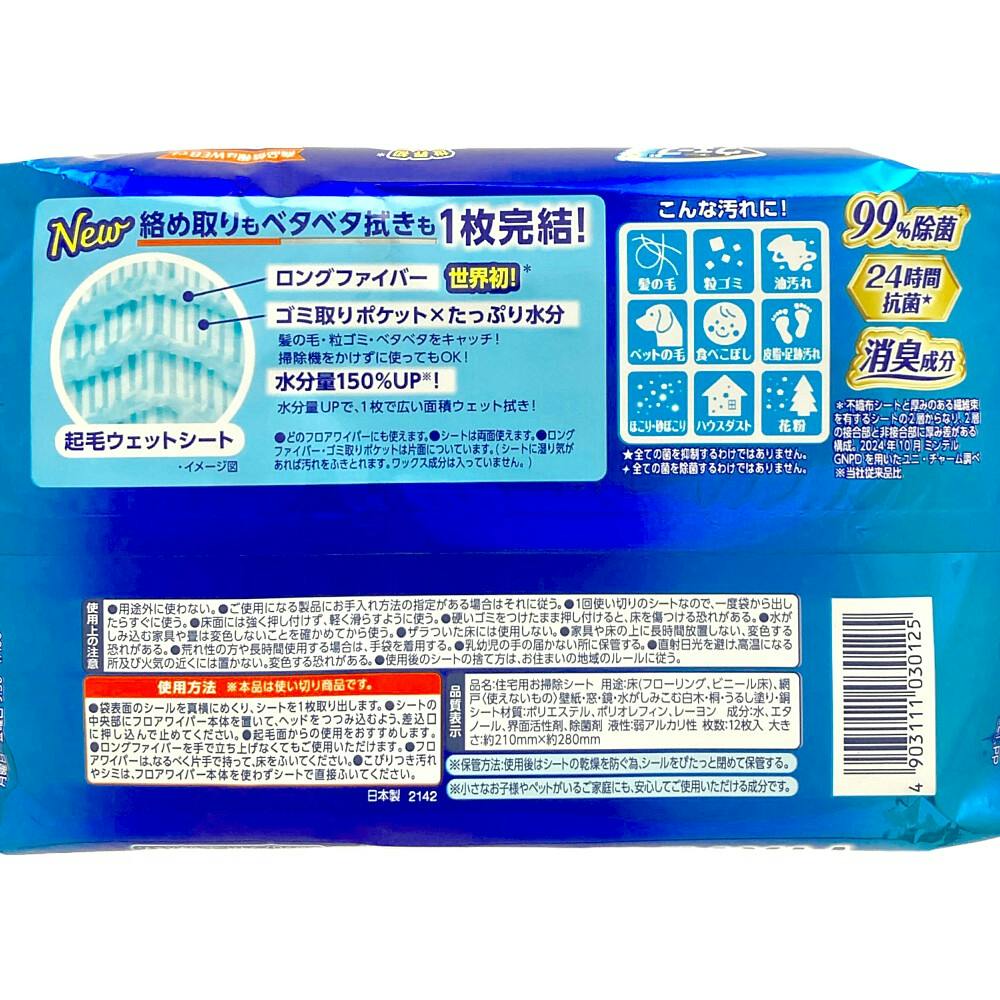 世界初*
ウェーブ
New 絡め取りもベタベタ拭きも1枚完結!
ロングファイバー 世界初!*
ゴミ取りポケット×たっぷり水分
髪の毛・粒ゴミ・ベタベタをキャッチ!
掃除機をかけずに使ってもOK!
水分量150%UP※!
水分量UPで、1枚で広い面積ウェット拭き!
起毛ウェットシート
・イメージ図
●どのフロアワイパーにも使えます。●シートは両面使えます。●ロング
ファイバー・ゴミ取りポケットは片面についています。(シートに湿り気が
あれば汚れをふきとれます。ワックス成分は入っていません。)
こんな汚れに!
髪の毛 粒ゴミ 油汚れ
ペットの毛 食べこぼし 皮脂・足跡汚れ
ほこり・砂ぼこり ハウスダスト 花粉
★全ての菌を抑制するわけではありません。
✦全ての菌を除菌するわけではありません。
99%除菌✦
24時間
抗菌★
消臭成分
*不織布シートと厚みのある繊維束
を有するシートの2層からなり、2層
の接合部と非接合部に厚み差がある
構成。2024年10月ミンテル
GNPDを用いたユニ・チャーム調べ
※当社従来品比
使用上の注意
●用途外に使わない。●ご使用になる製品にお手入れ方法の指定がある場合はそれに従う。●1回使い切りのシートなので、一度袋から出し
たらすぐに使う。●床面には強く押し付けず、軽く滑らすように使う。●硬いゴミをつけたまま押し付けると、床を傷つける恐れがある。●水が
しみ込む家具や畳は変色しないことを確かめてから使う。●ザラついた床には使用しない。●家具や床の上に長時間放置しない、変色する
恐れがある。●荒れ性の方や長時間使用する場合は、手袋を着用する。●乳幼児の手の届かない所に保管する。●直射日光を避け、高温になる
所及び火気の近くには置かない。変色する恐れがある。●使用後のシートの捨て方は、お住まいの地域のルールに従う。
使用方法 ※本品は使い切り商品です。
●袋表面のシールを真横にめくり、シートを1枚取り出します。●シートの
中央部にフロアワイパー本体を置いて、ヘッドをつつみ込むよう、差込口
に押し込んで止めてください。●起毛面からの使用をおすすめします。
●ロングファイバーを手で立ち上げなくてもご使用いただけます。●フロ
アワイパーは、なるべく片手で持って、床をふいてください。●こびりつき汚れ
やシミは、フロアワイパー本体を使わずシートで直接ふいてください。
日本製 2142
品質表示
品名:住宅用お掃除シート 用途:床(フローリング、ビニール床)、網
戸〈使えないもの〉壁紙・窓・鏡・水がしみこむ白木・桐・うるし塗り・銅
シート材質:ポリエステル、ポリオレフィン、レーヨン 成分:水、エタ
ノール、界面活性剤、除菌剤 液性:弱アルカリ性 枚数:12枚入 大き
さ:約210mm×約280mm
※保管方法:使用後はシートの乾燥を防ぐ為、シールをぴたっと閉めて保管する。
※小さなお子様やペットがいるご家庭にも、安心してご使用いただける成分です。
4 903111 030125